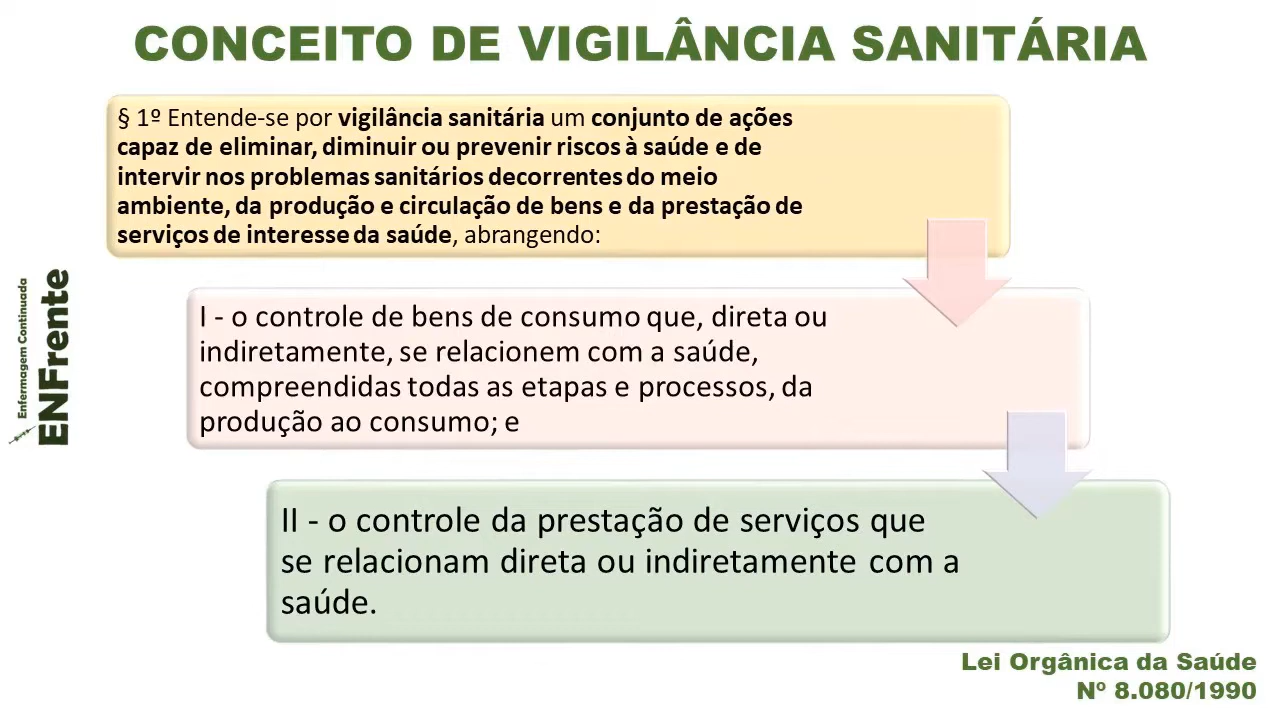 CONCEITO DE VIGILÂNCIA SANITÁRIA
§ 1º Entende-se por vigilância sanitária um conjunto de ações
capaz de eliminar, diminuir ou prevenir riscos à saúde e de
intervir nos problemas sanitários decorrentes do meio
ambiente, da produção e circulação de bens e da prestação de
serviços de interesse da saúde, abrangendo:
I - o controle de bens de consumo que, direta ou
indiretamente, se relacionem com a saúde,
compreendidas todas as etapas e processos, da
produção ao consumo; e
II - o controle da prestação de serviços que
se relacionam direta ou indiretamente com a
saúde.
Enfermagem Continuada
ENFrente
Lei Orgânica da Saúde
Nº 8.080/1990